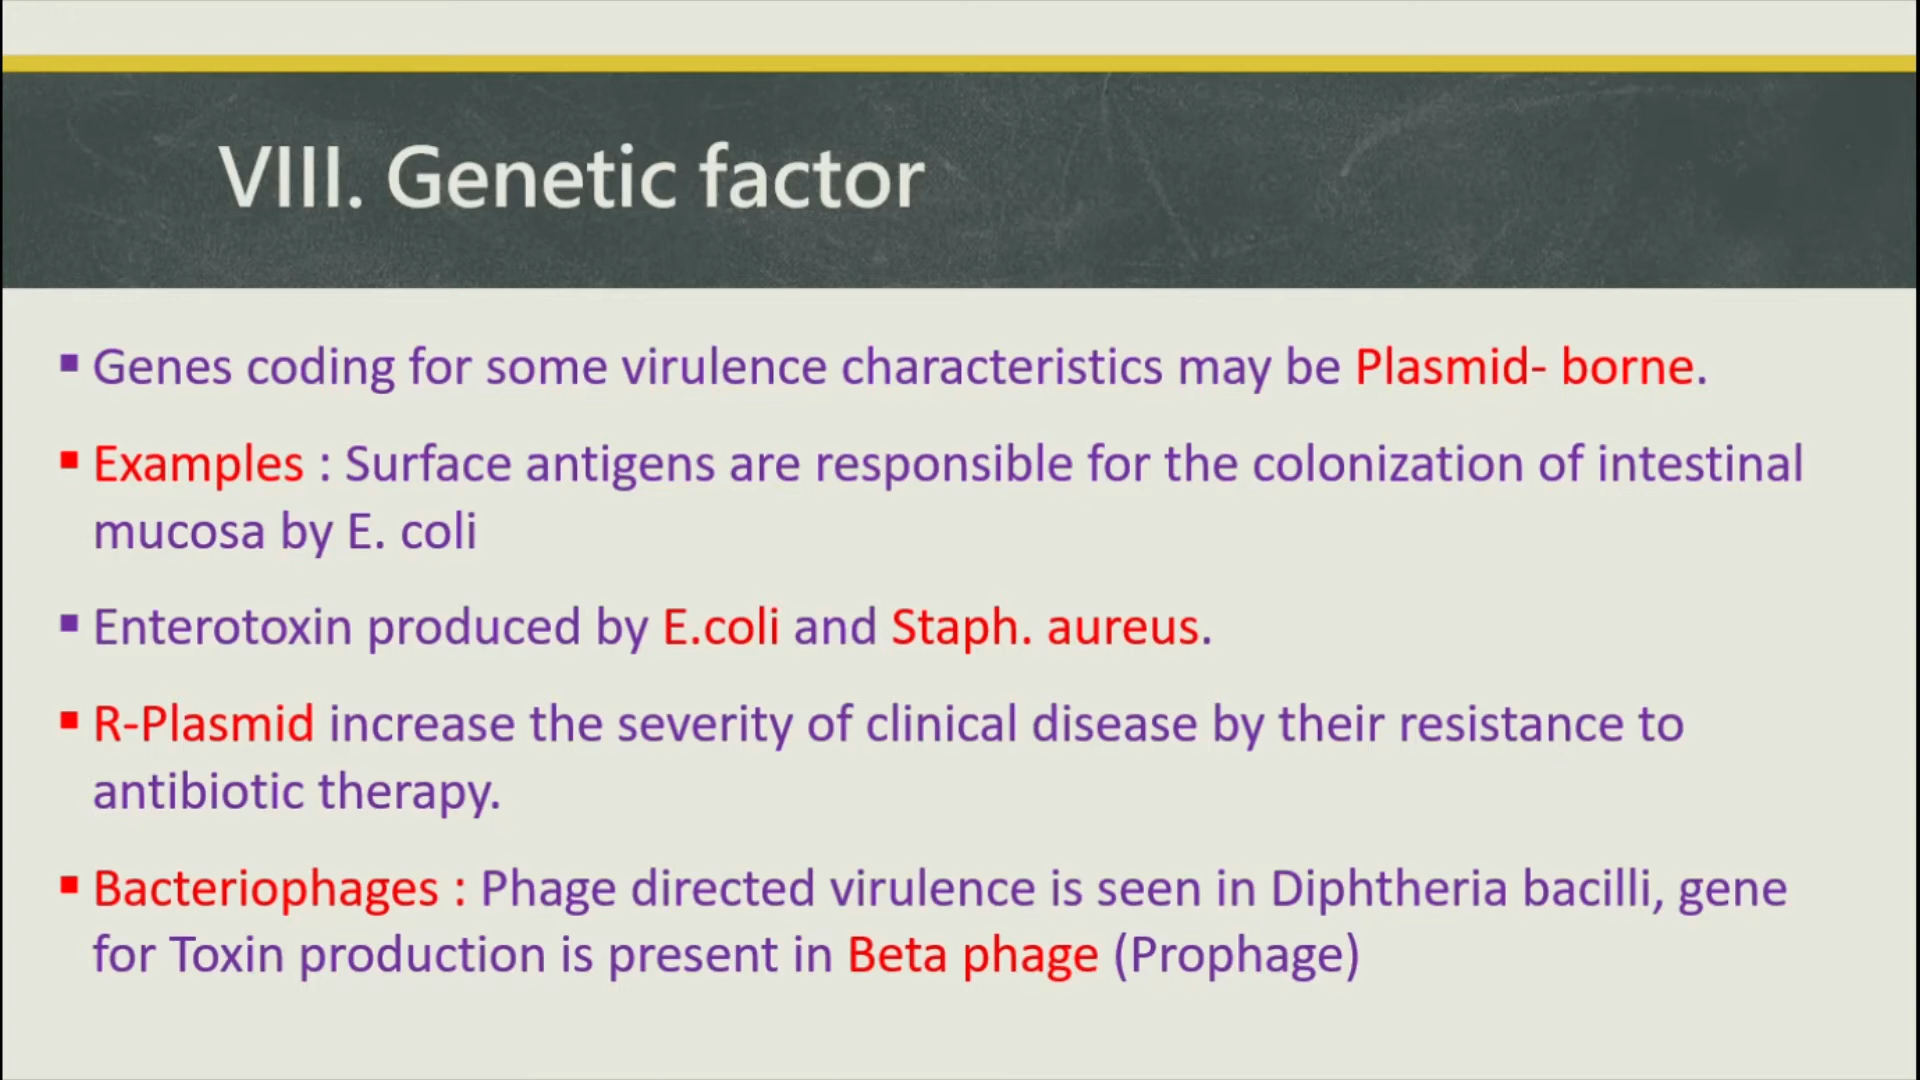 VIII. Genetic factor
▪ Genes coding for some virulence characteristics may be Plasmid- borne.
▪ Examples : Surface antigens are responsible for the colonization of intestinal
mucosa by E. coli
▪ Enterotoxin produced by E.coli and Staph. aureus.
▪ R-Plasmid increase the severity of clinical disease by their resistance to
antibiotic therapy.
▪ Bacteriophages : Phage directed virulence is seen in Diphtheria bacilli, gene
for Toxin production is present in Beta phage (Prophage)